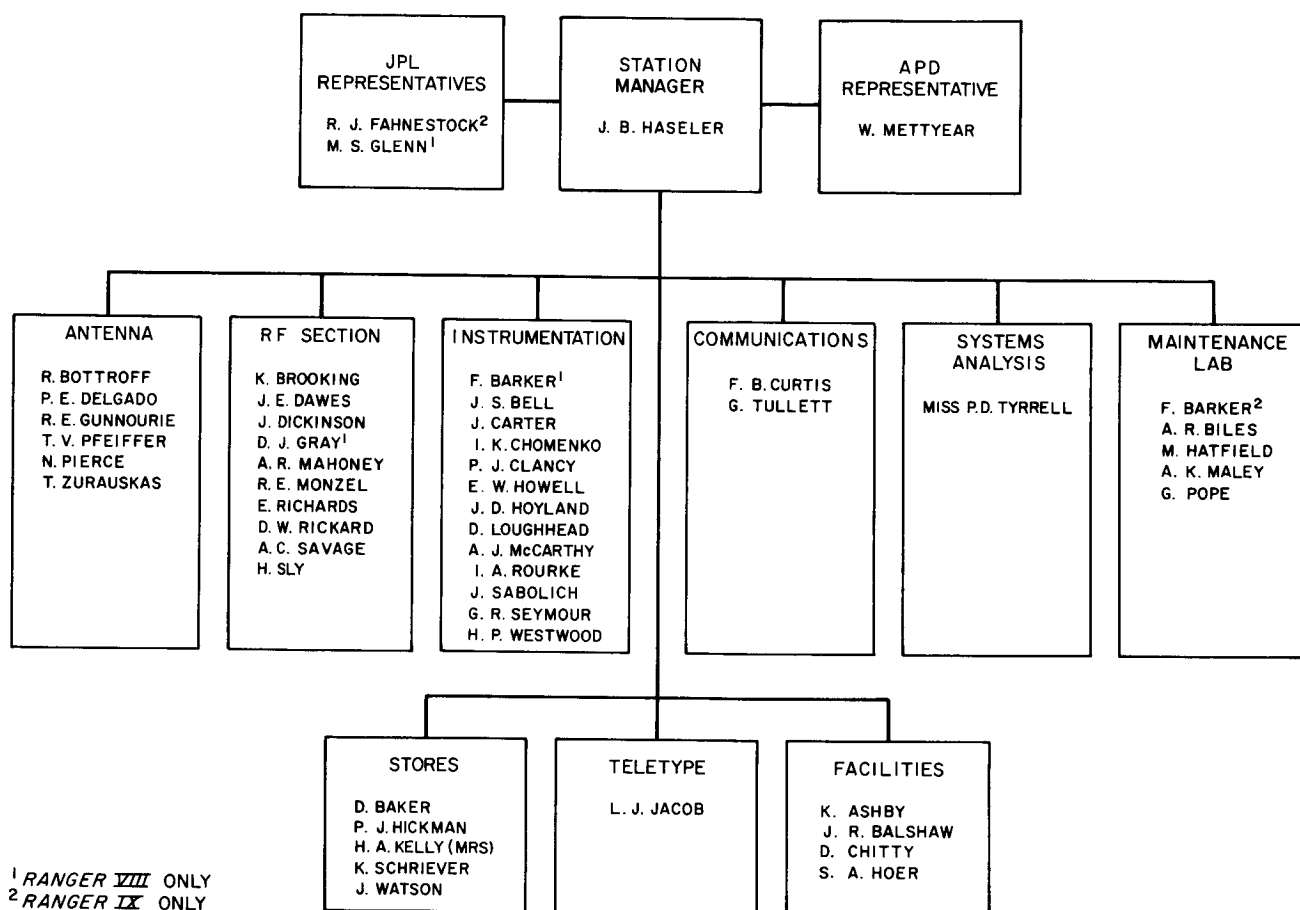 JPL
REPRESENTATIVES
R. J. FAHNESTOCK²
M. S. GLENN¹
STATION
MANAGER
J. B. HASELER
APD
REPRESENTATIVE
W. METTYEAR
ANTENNA
R. BOTTROFF
P. E. DELGADO
R. E. GUNNOURIE
T. V. PFEIFFER
N. PIERCE
T. ZURAUSKAS
RF SECTION
K. BROOKING
J. E. DAWES
J. DICKINSON
D. J. GRAY¹
A. R. MAHONEY
R. E. MONZEL
E. RICHARDS
D. W. RICKARD
A. C. SAVAGE
H. SLY
INSTRUMENTATION
F. BARKER¹
J. S. BELL
J. CARTER
I. K. CHOMENKO
P. J. CLANCY
E. W. HOWELL
J. D. HOYLAND
D. LOUGHHEAD
A. J. McCARTHY
I. A. ROURKE
J. SABOLICH
G. R. SEYMOUR
H. P. WESTWOOD
COMMUNICATIONS
F. B. CURTIS
G. TULLETT
SYSTEMS
ANALYSIS
MISS P. D. TYRRELL
MAINTENANCE
LAB
F. BARKER²
A. R. BILES
M. HATFIELD
A. K. MALEY
G. POPE
STORES
D. BAKER
P. J. HICKMAN
H. A. KELLY (MRS)
K. SCHRIEVER
J. WATSON
TELETYPE
L. J. JACOB
FACILITIES
K. ASHBY
J. R. BALSHAW
D. CHITTY
S. A. HOER
¹ RANGER VIII ONLY
² RANGER IX ONLY